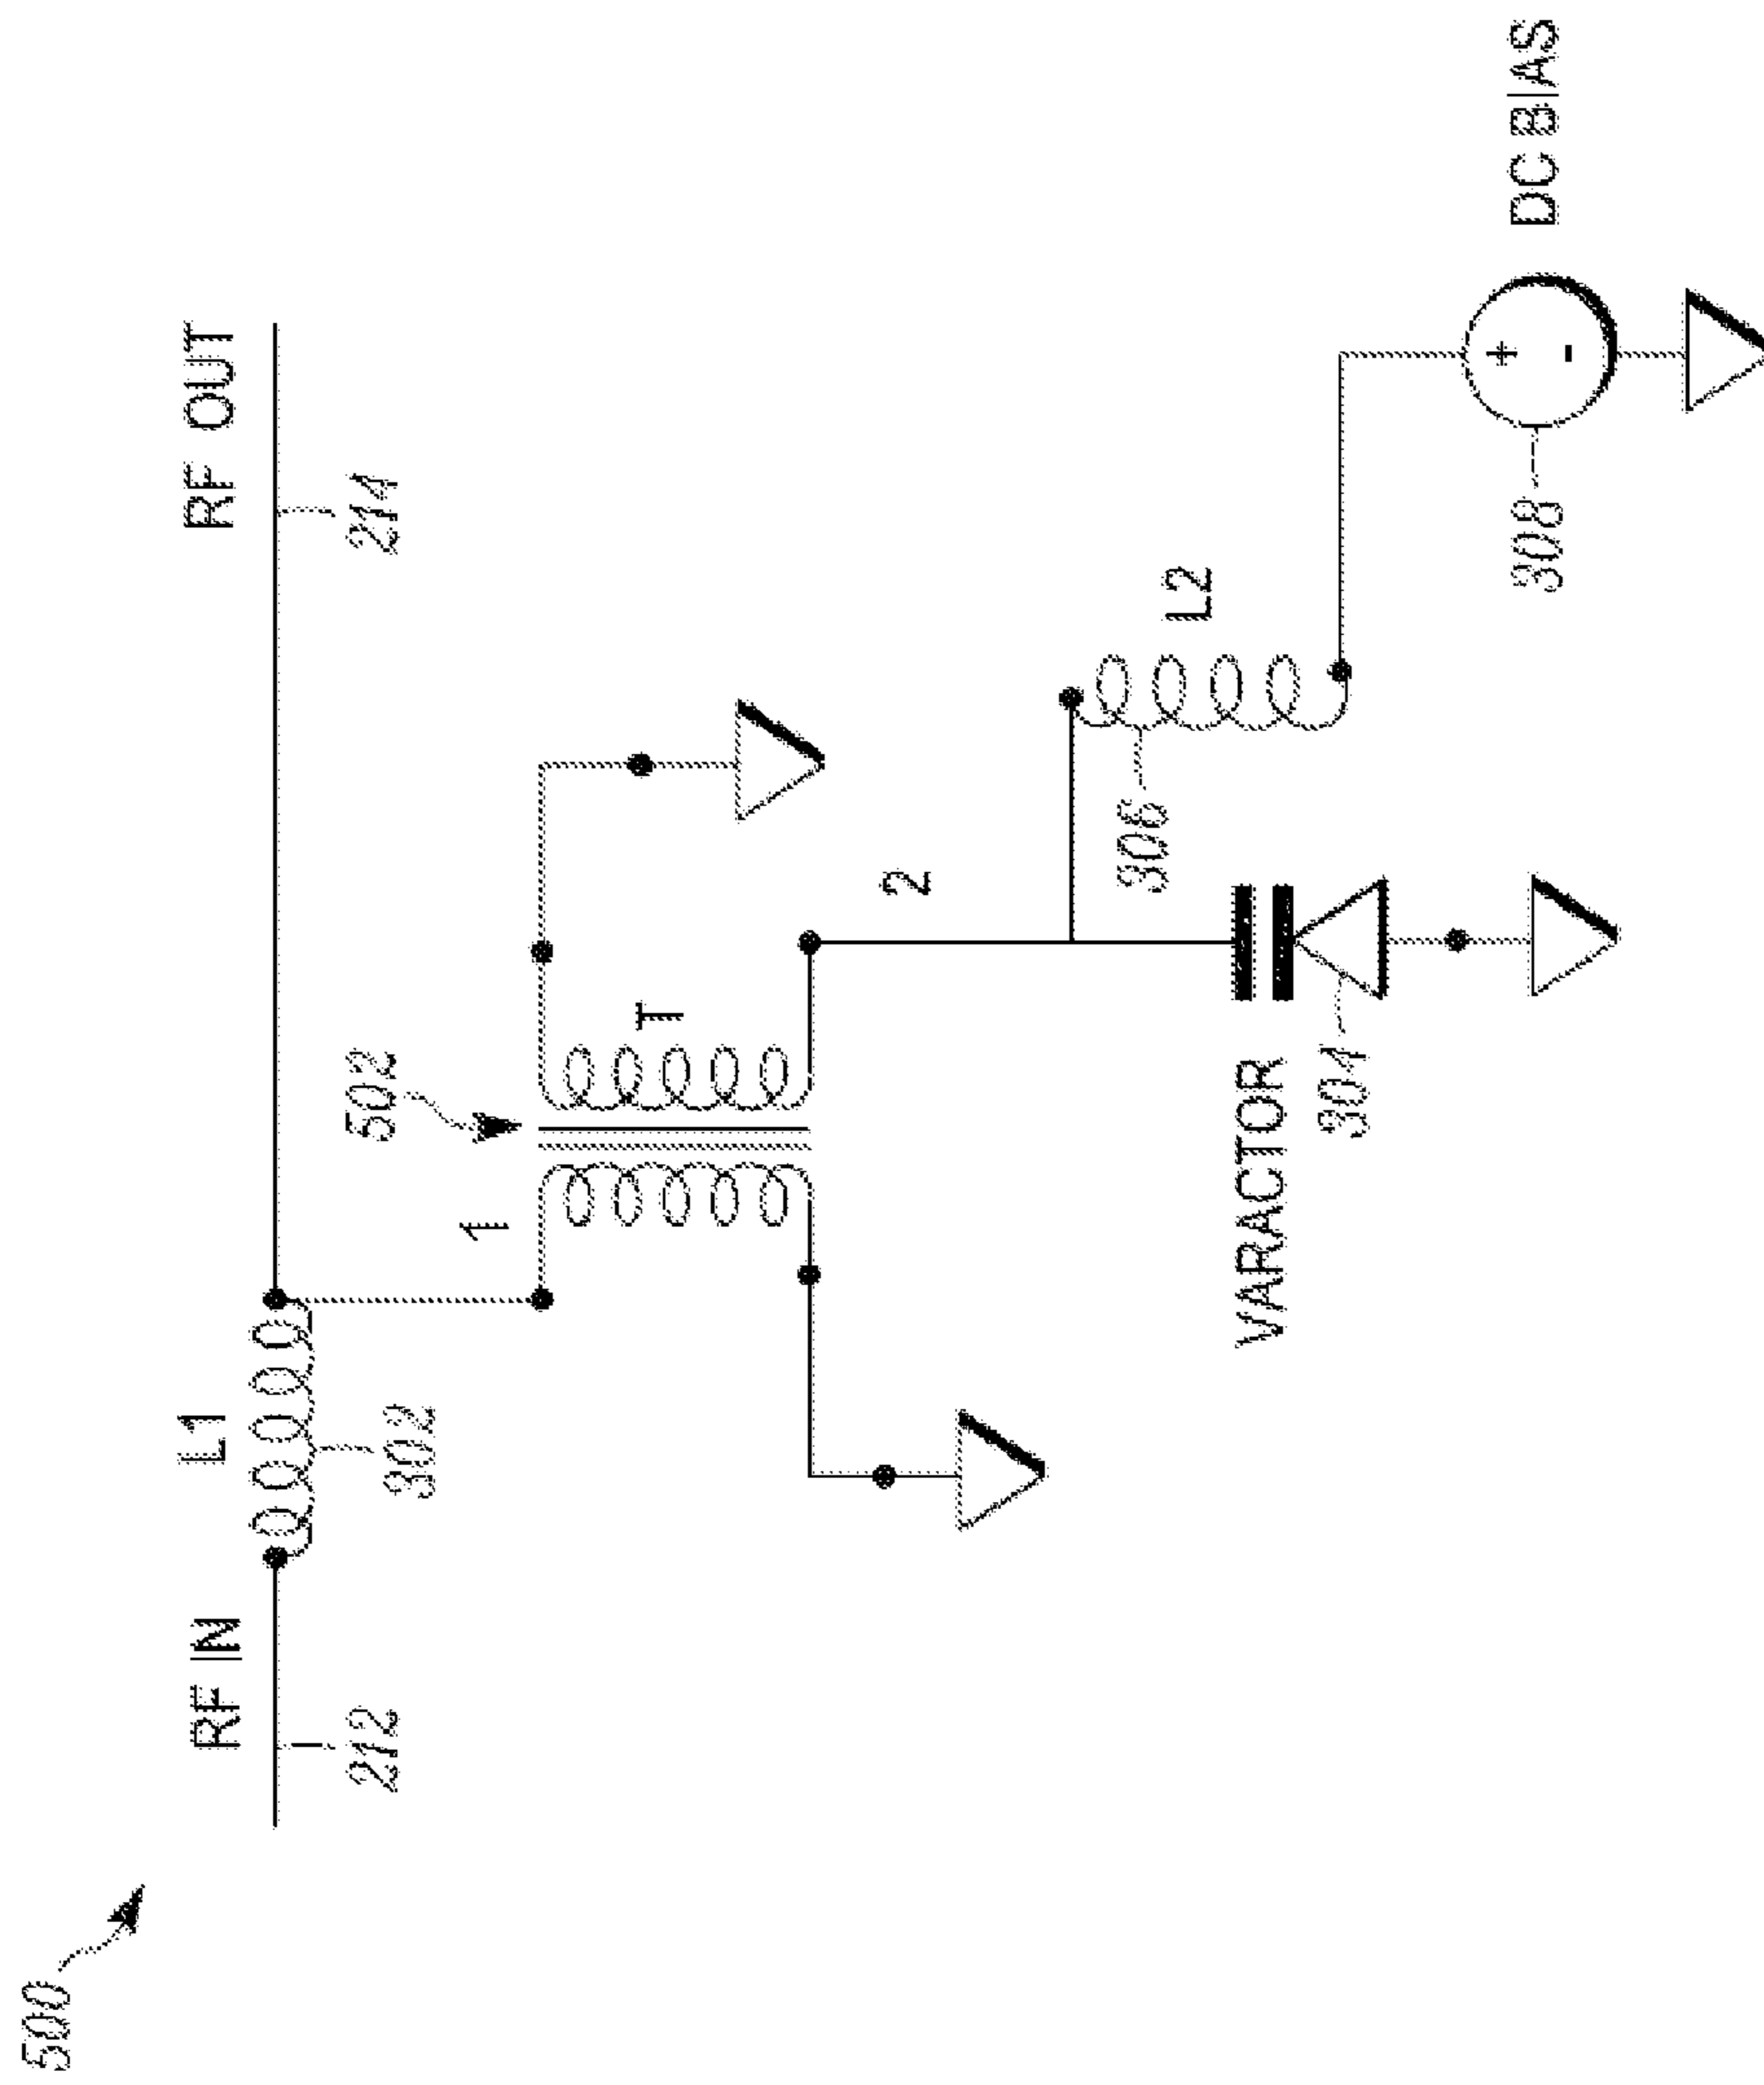 500
RF IN
212
L1
302
RF OUT
214
1
502
T
2
L2
306
VARACTOR
304
+
-
308
DC BIAS